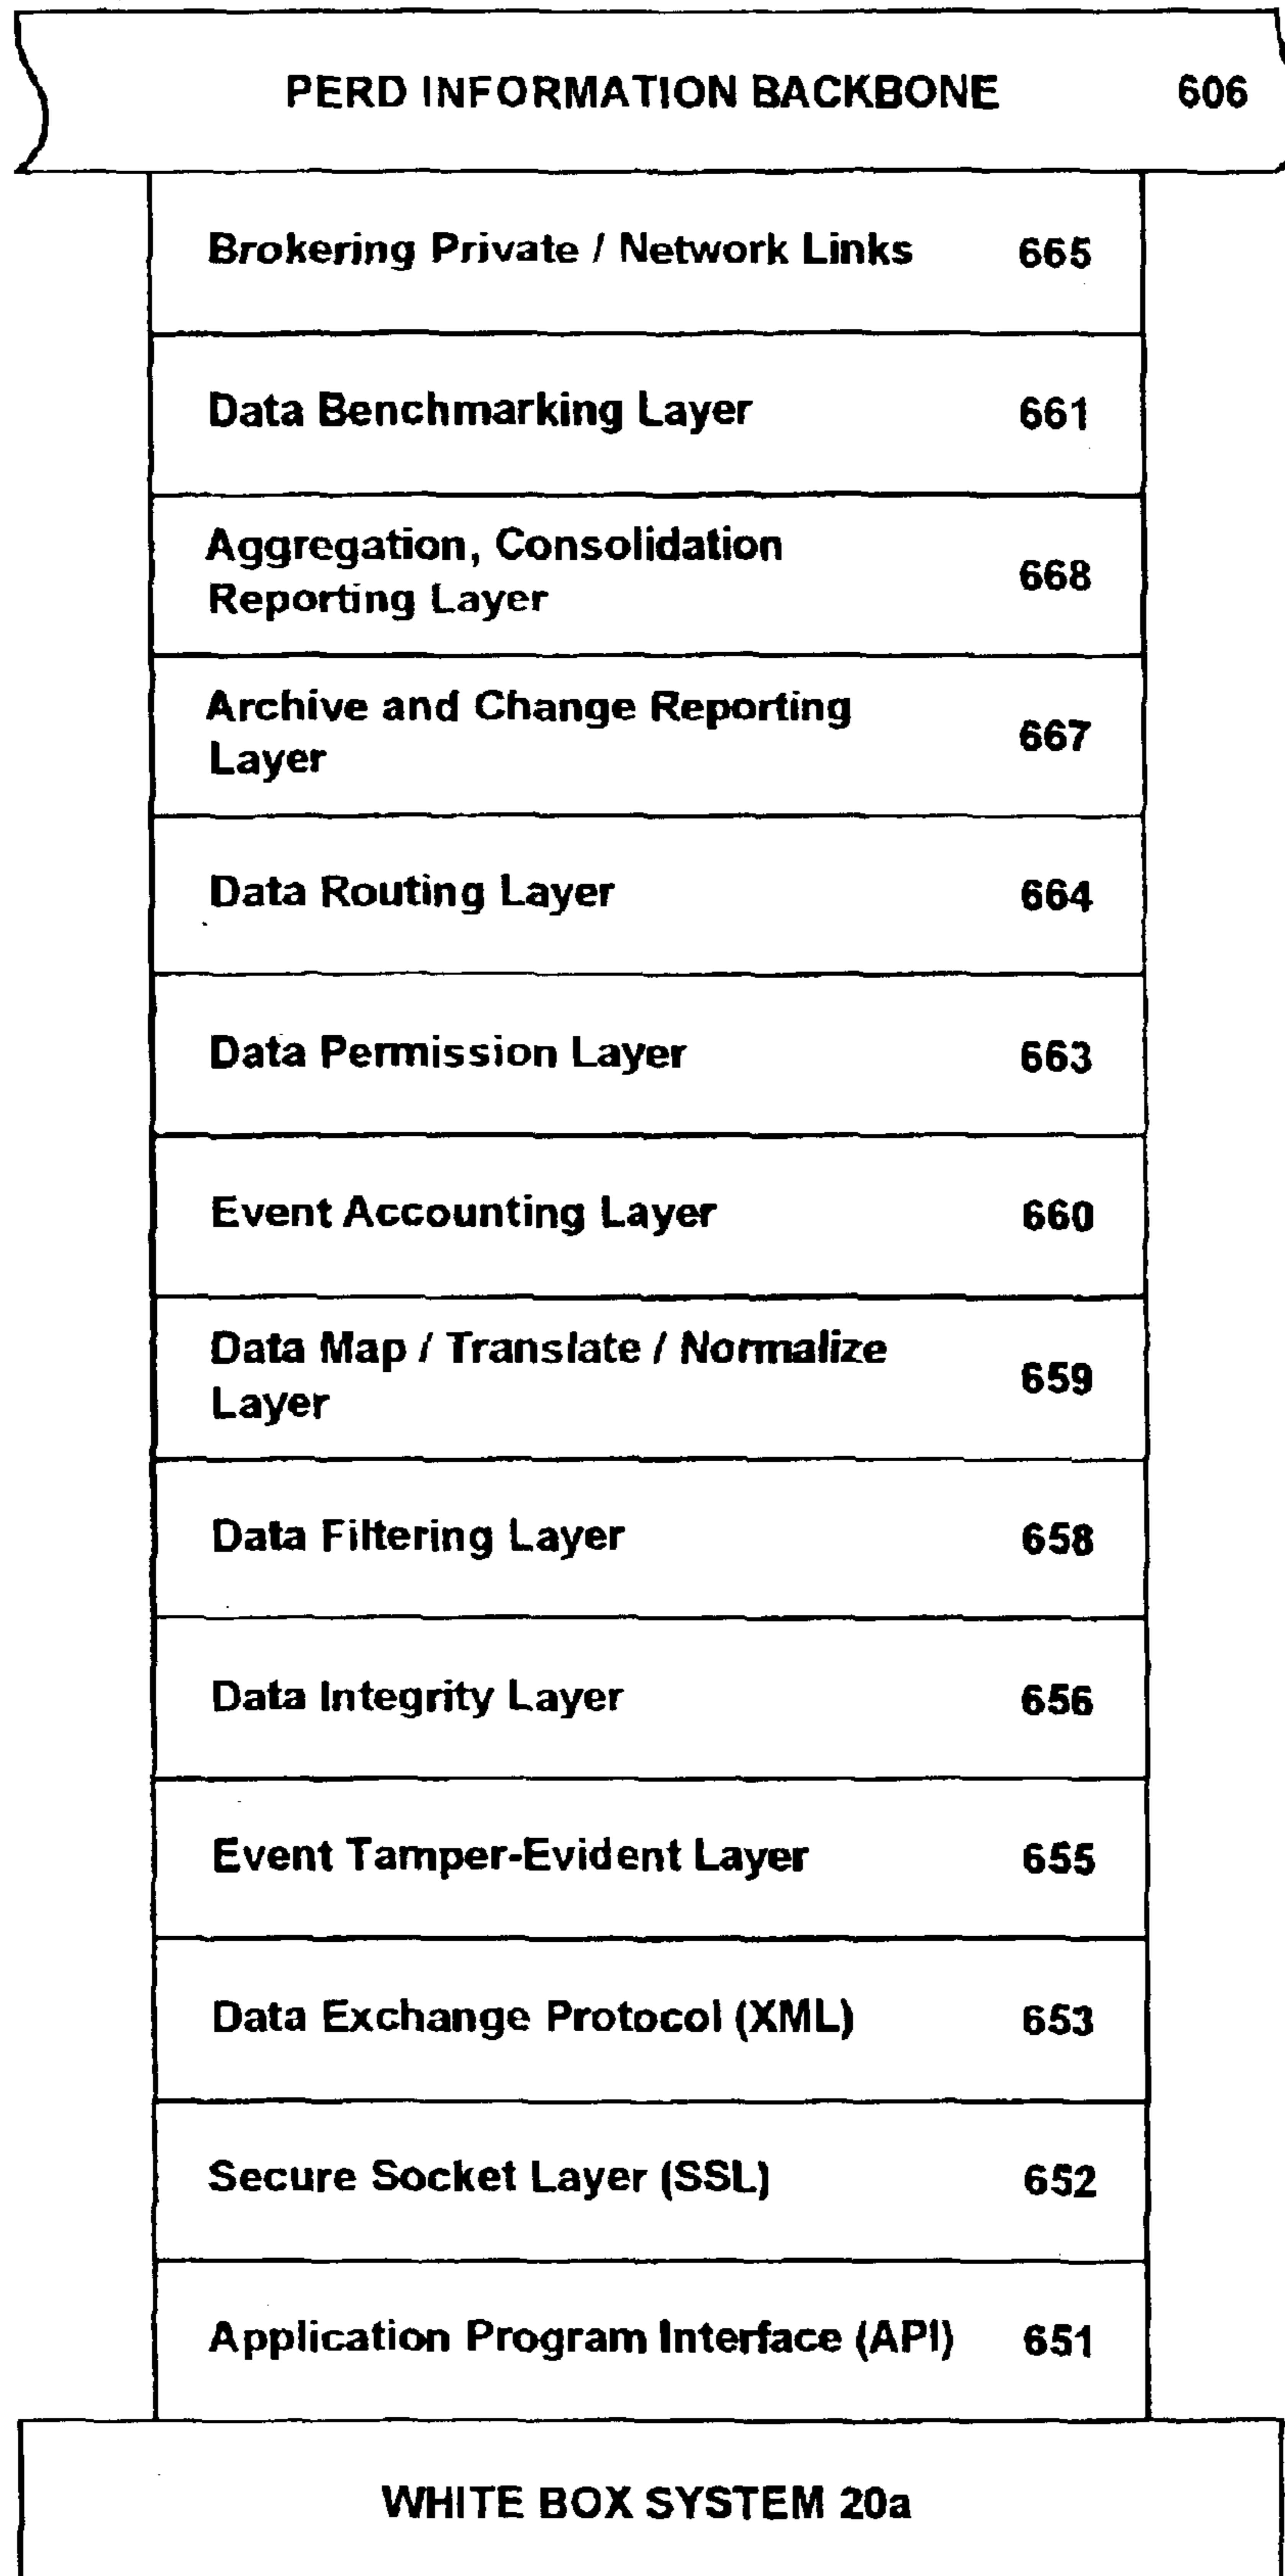 PERD INFORMATION BACKBONE 606
Brokering Private / Network Links 665
Data Benchmarking Layer 661
Aggregation, Consolidation
Reporting Layer 668
Archive and Change Reporting
Layer 667
Data Routing Layer 664
Data Permission Layer 663
Event Accounting Layer 660
Data Map / Translate / Normalize
Layer 659
Data Filtering Layer 658
Data Integrity Layer 656
Event Tamper-Evident Layer 655
Data Exchange Protocol (XML) 653
Secure Socket Layer (SSL) 652
Application Program Interface (API) 651
WHITE BOX SYSTEM 20a